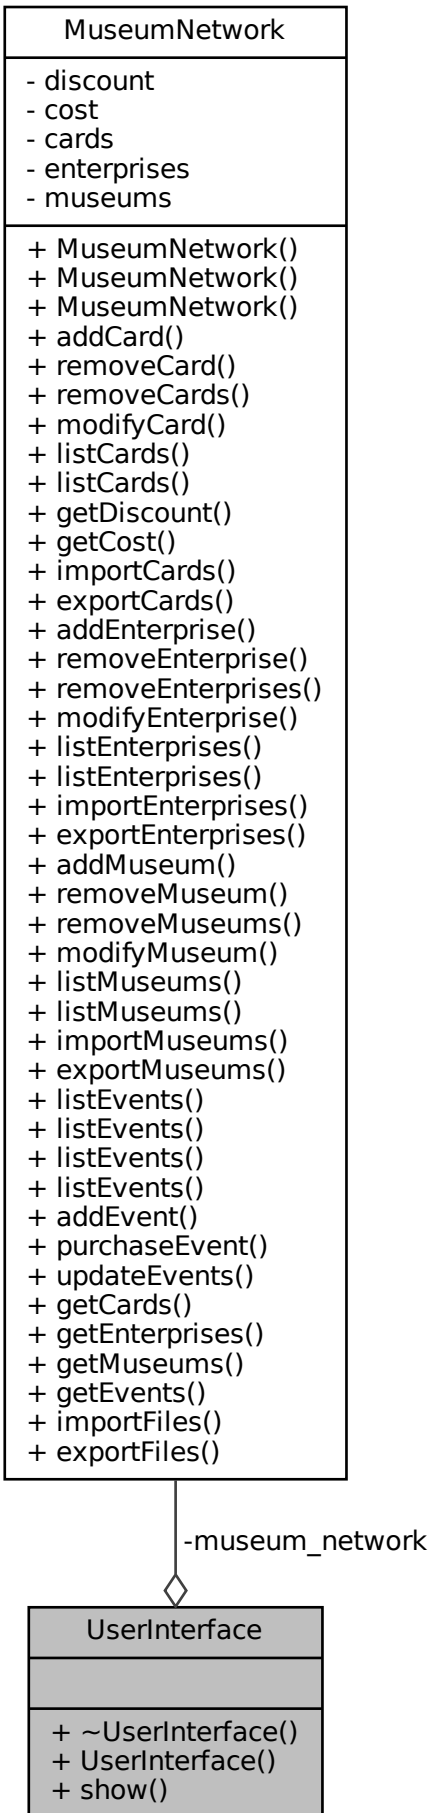 MuseumNetwork
- discount
- cost
- cards
- enterprises
- museums
+ MuseumNetwork()
+ MuseumNetwork()
+ MuseumNetwork()
+ addCard()
+ removeCard()
+ removeCards()
+ modifyCard()
+ listCards()
+ listCards()
+ getDiscount()
+ getCost()
+ importCards()
+ exportCards()
+ addEnterprise()
+ removeEnterprise()
+ removeEnterprises()
+ modifyEnterprise()
+ listEnterprises()
+ listEnterprises()
+ importEnterprises()
+ exportEnterprises()
+ addMuseum()
+ removeMuseum()
+ removeMuseums()
+ modifyMuseum()
+ listMuseums()
+ listMuseums()
+ importMuseums()
+ exportMuseums()
+ listEvents()
+ listEvents()
+ listEvents()
+ listEvents()
+ addEvent()
+ purchaseEvent()
+ updateEvents()
+ getCards()
+ getEnterprises()
+ getMuseums()
+ getEvents()
+ importFiles()
+ exportFiles()
-museum_network
UserInterface
+ ~UserInterface()
+ UserInterface()
+ show()